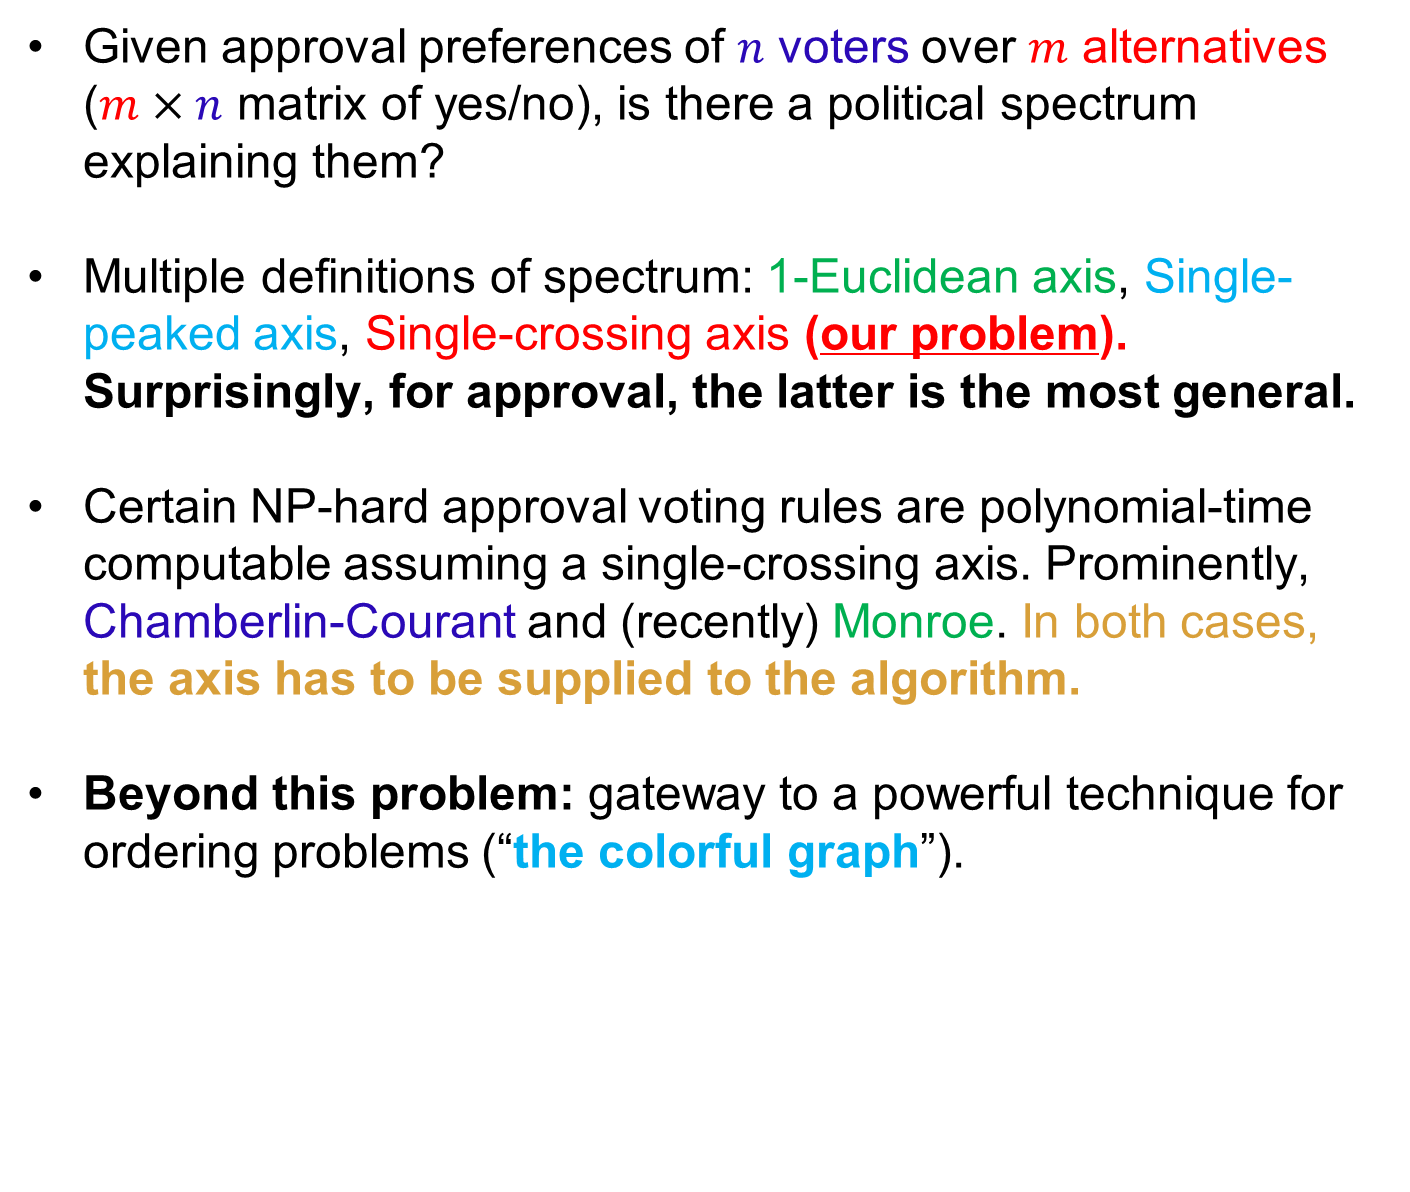 • Given approval preferences of n voters over m alternatives
(m × n matrix of yes/no), is there a political spectrum
explaining them?
• Multiple definitions of spectrum: 1-Euclidean axis, Single-
peaked axis, Single-crossing axis (our problem).
Surprisingly, for approval, the latter is the most general.
• Certain NP-hard approval voting rules are polynomial-time
computable assuming a single-crossing axis. Prominently,
Chamberlin-Courant and (recently) Monroe. In both cases,
the axis has to be supplied to the algorithm.
• Beyond this problem: gateway to a powerful technique for
ordering problems (“the colorful graph”).